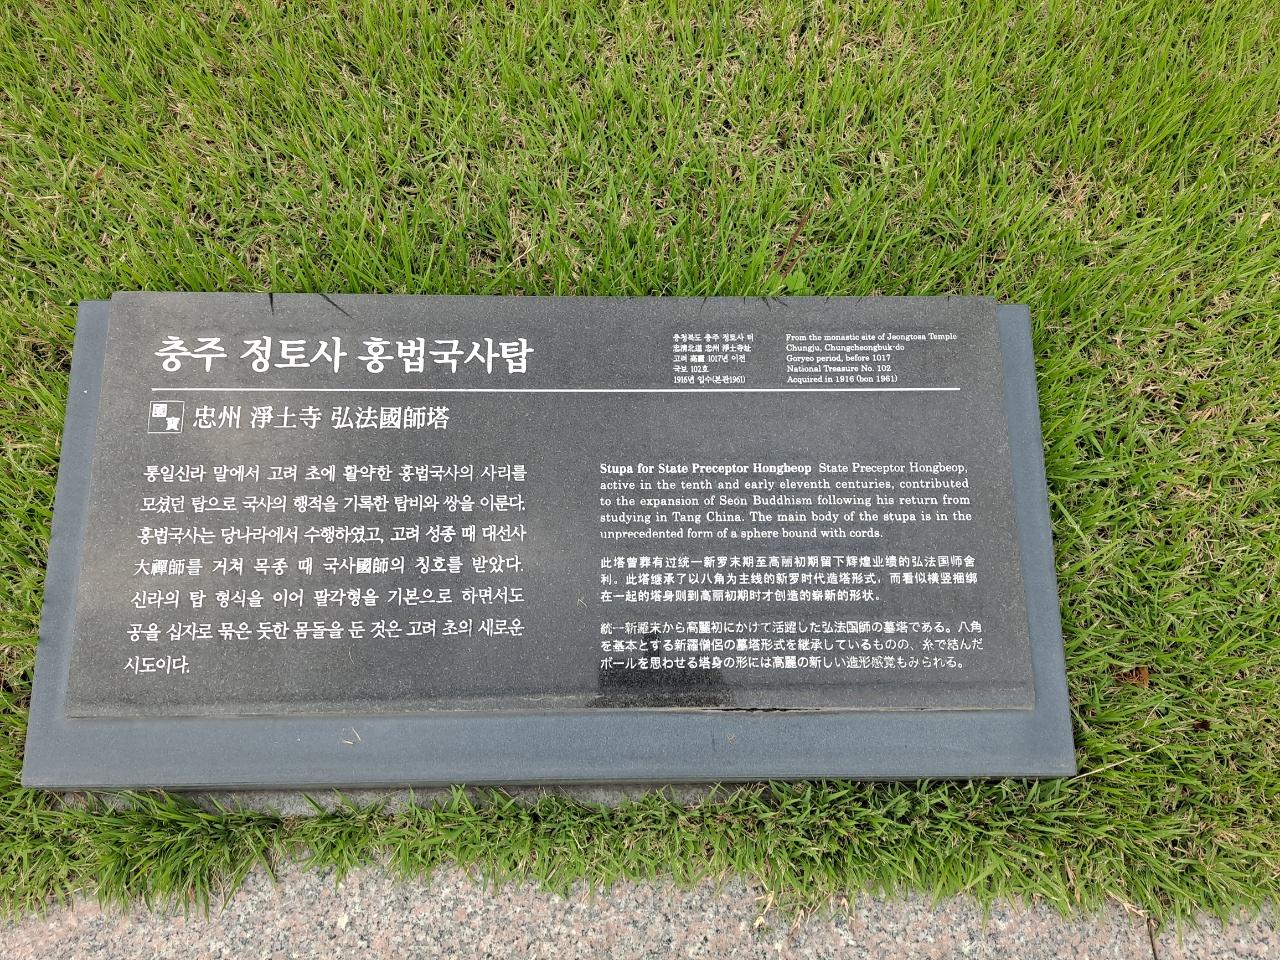 충주 정토사 홍법국사탑
충청북도 충주 정토사 터
忠淸北道 忠州 淨土寺址
고려 高麗 1017년 이전
국보 102호
1916년 입수(본관1961)
From the monastic site of Jeongtosa Temple
Chungju, Chungcheongbuk-do
Goryeo period, before 1017
National Treasure No. 102
Acquired in 1916 (bon 1961)
國寶
忠州 淨土寺 弘法國師塔
통일신라 말에서 고려 초에 활약한 홍법국사의 사리를
모셨던 탑으로 국사의 행적을 기록한 탑비와 쌍을 이룬다.
홍법국사는 당나라에서 수행하였고, 고려 성종 때 대선사
大禪師를 거쳐 목종 때 국사國師의 칭호를 받았다.
신라의 탑 형식을 이어 팔각형을 기본으로 하면서도
공을 십자로 묶은 듯한 몸돌을 둔 것은 고려 초의 새로운
시도이다.
Stupa for State Preceptor Hongbeop State Preceptor Hongbeop,
active in the tenth and early eleventh centuries, contributed
to the expansion of Seon Buddhism following his return from
studying in Tang China. The main body of the stupa is in the
unprecedented form of a sphere bound with cords.
此塔曾葬有过统一新罗末期至高丽初期留下辉煌业绩的弘法国师舍
利。此塔继承了以八角为主线的新罗时代造塔形式，而看似横竖捆绑
在一起的塔身则到高丽初期时才创造的崭新的形状。
統一新羅末から高麗初にかけて活躍した弘法国師の墓塔である。八角
を基本とする新羅僧侶の墓塔形式を継承しているものの、糸で結んだ
ボールを思わせる塔身の形には高麗の新しい造形感覚もみられる。